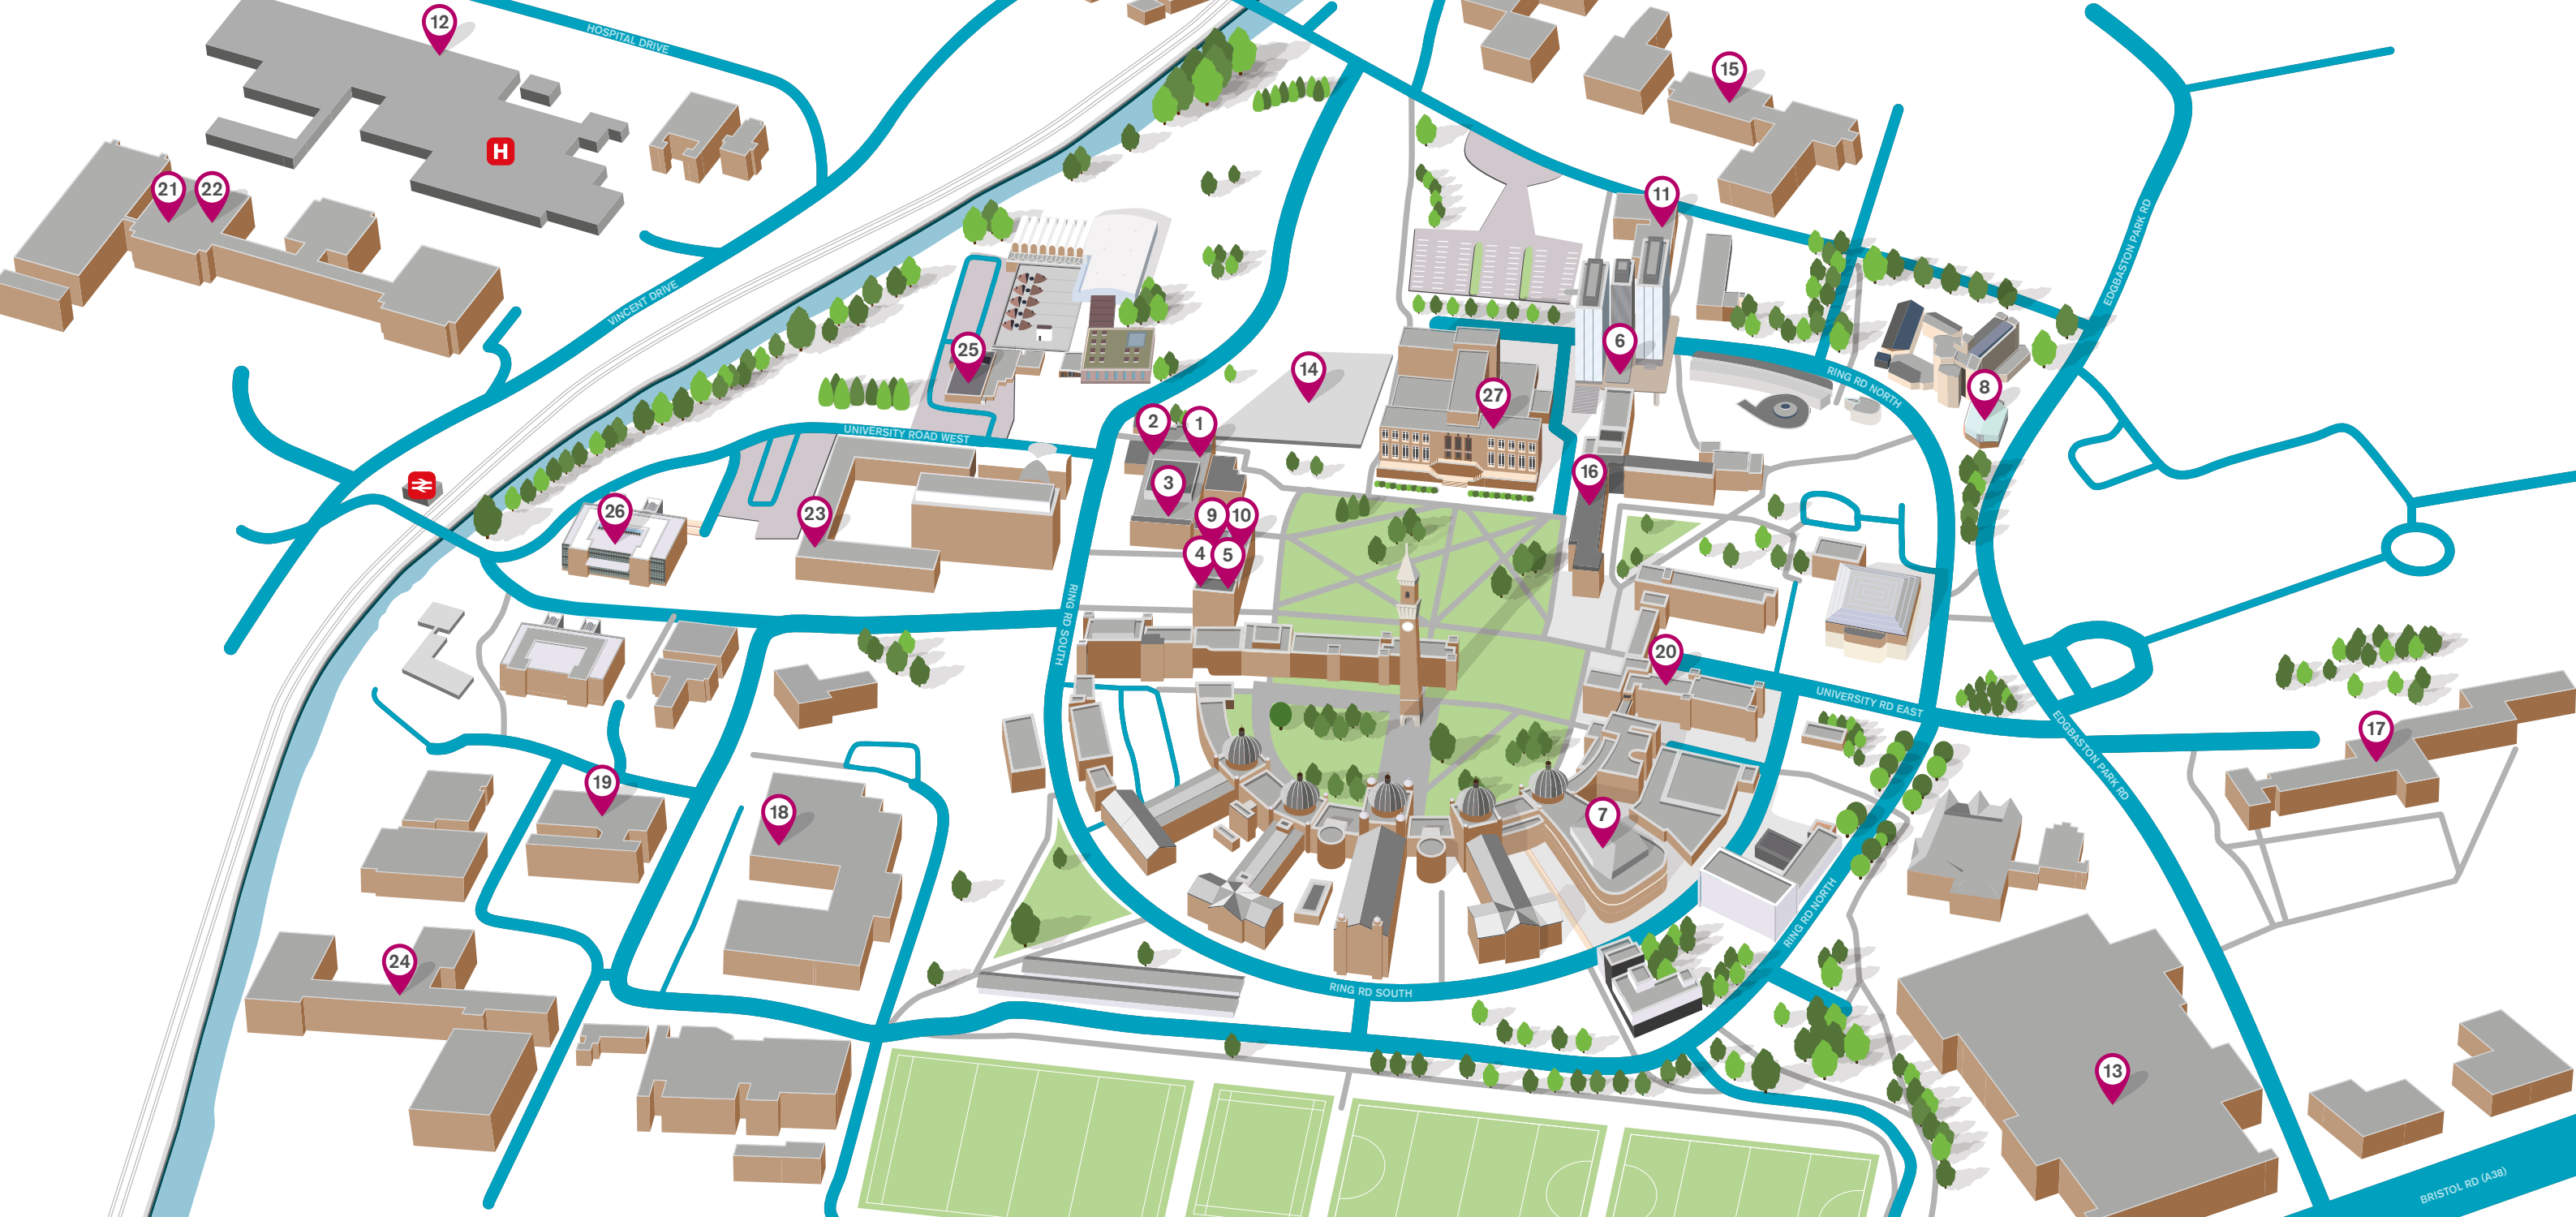 12
HOSPITAL DRIVE
15
H
21
22
11
EDGBASTON PARK RD
VINCENT DRIVE
25
6
14
RING RD NORTH
27
8
2
1
UNIVERSITY ROAD WEST
16
3
26
23
9
10
4
5
RING RD SOUTH
20
UNIVERSITY RD EAST
17
EDGBASTON PARK RD
19
18
7
RING RD NORTH
24
RING RD SOUTH
13
BRISTOL RD (A38)